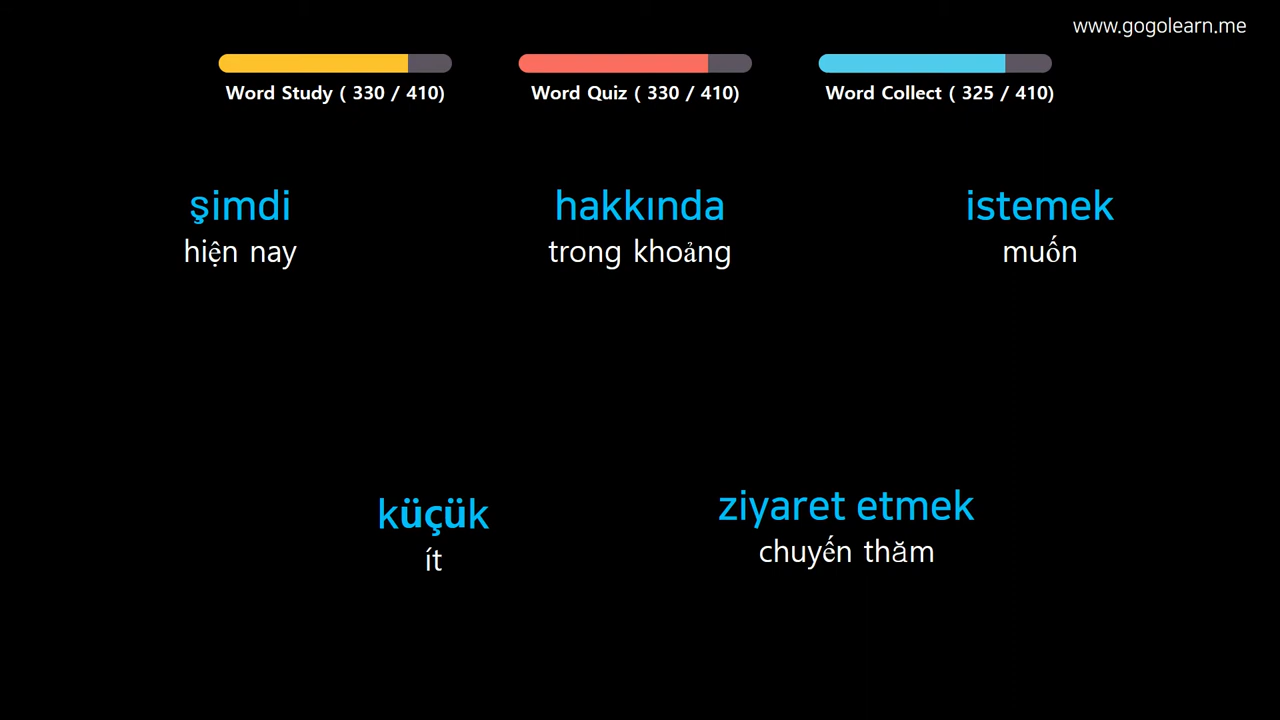 www.gogolearn.me
Word Study ( 330 / 410)
Word Quiz ( 330 / 410)
Word Collect ( 325 / 410)
şimdi
hiện nay
hakkında
trong khoảng
istemek
muốn
küçük
ít
ziyaret etmek
chuyến thăm